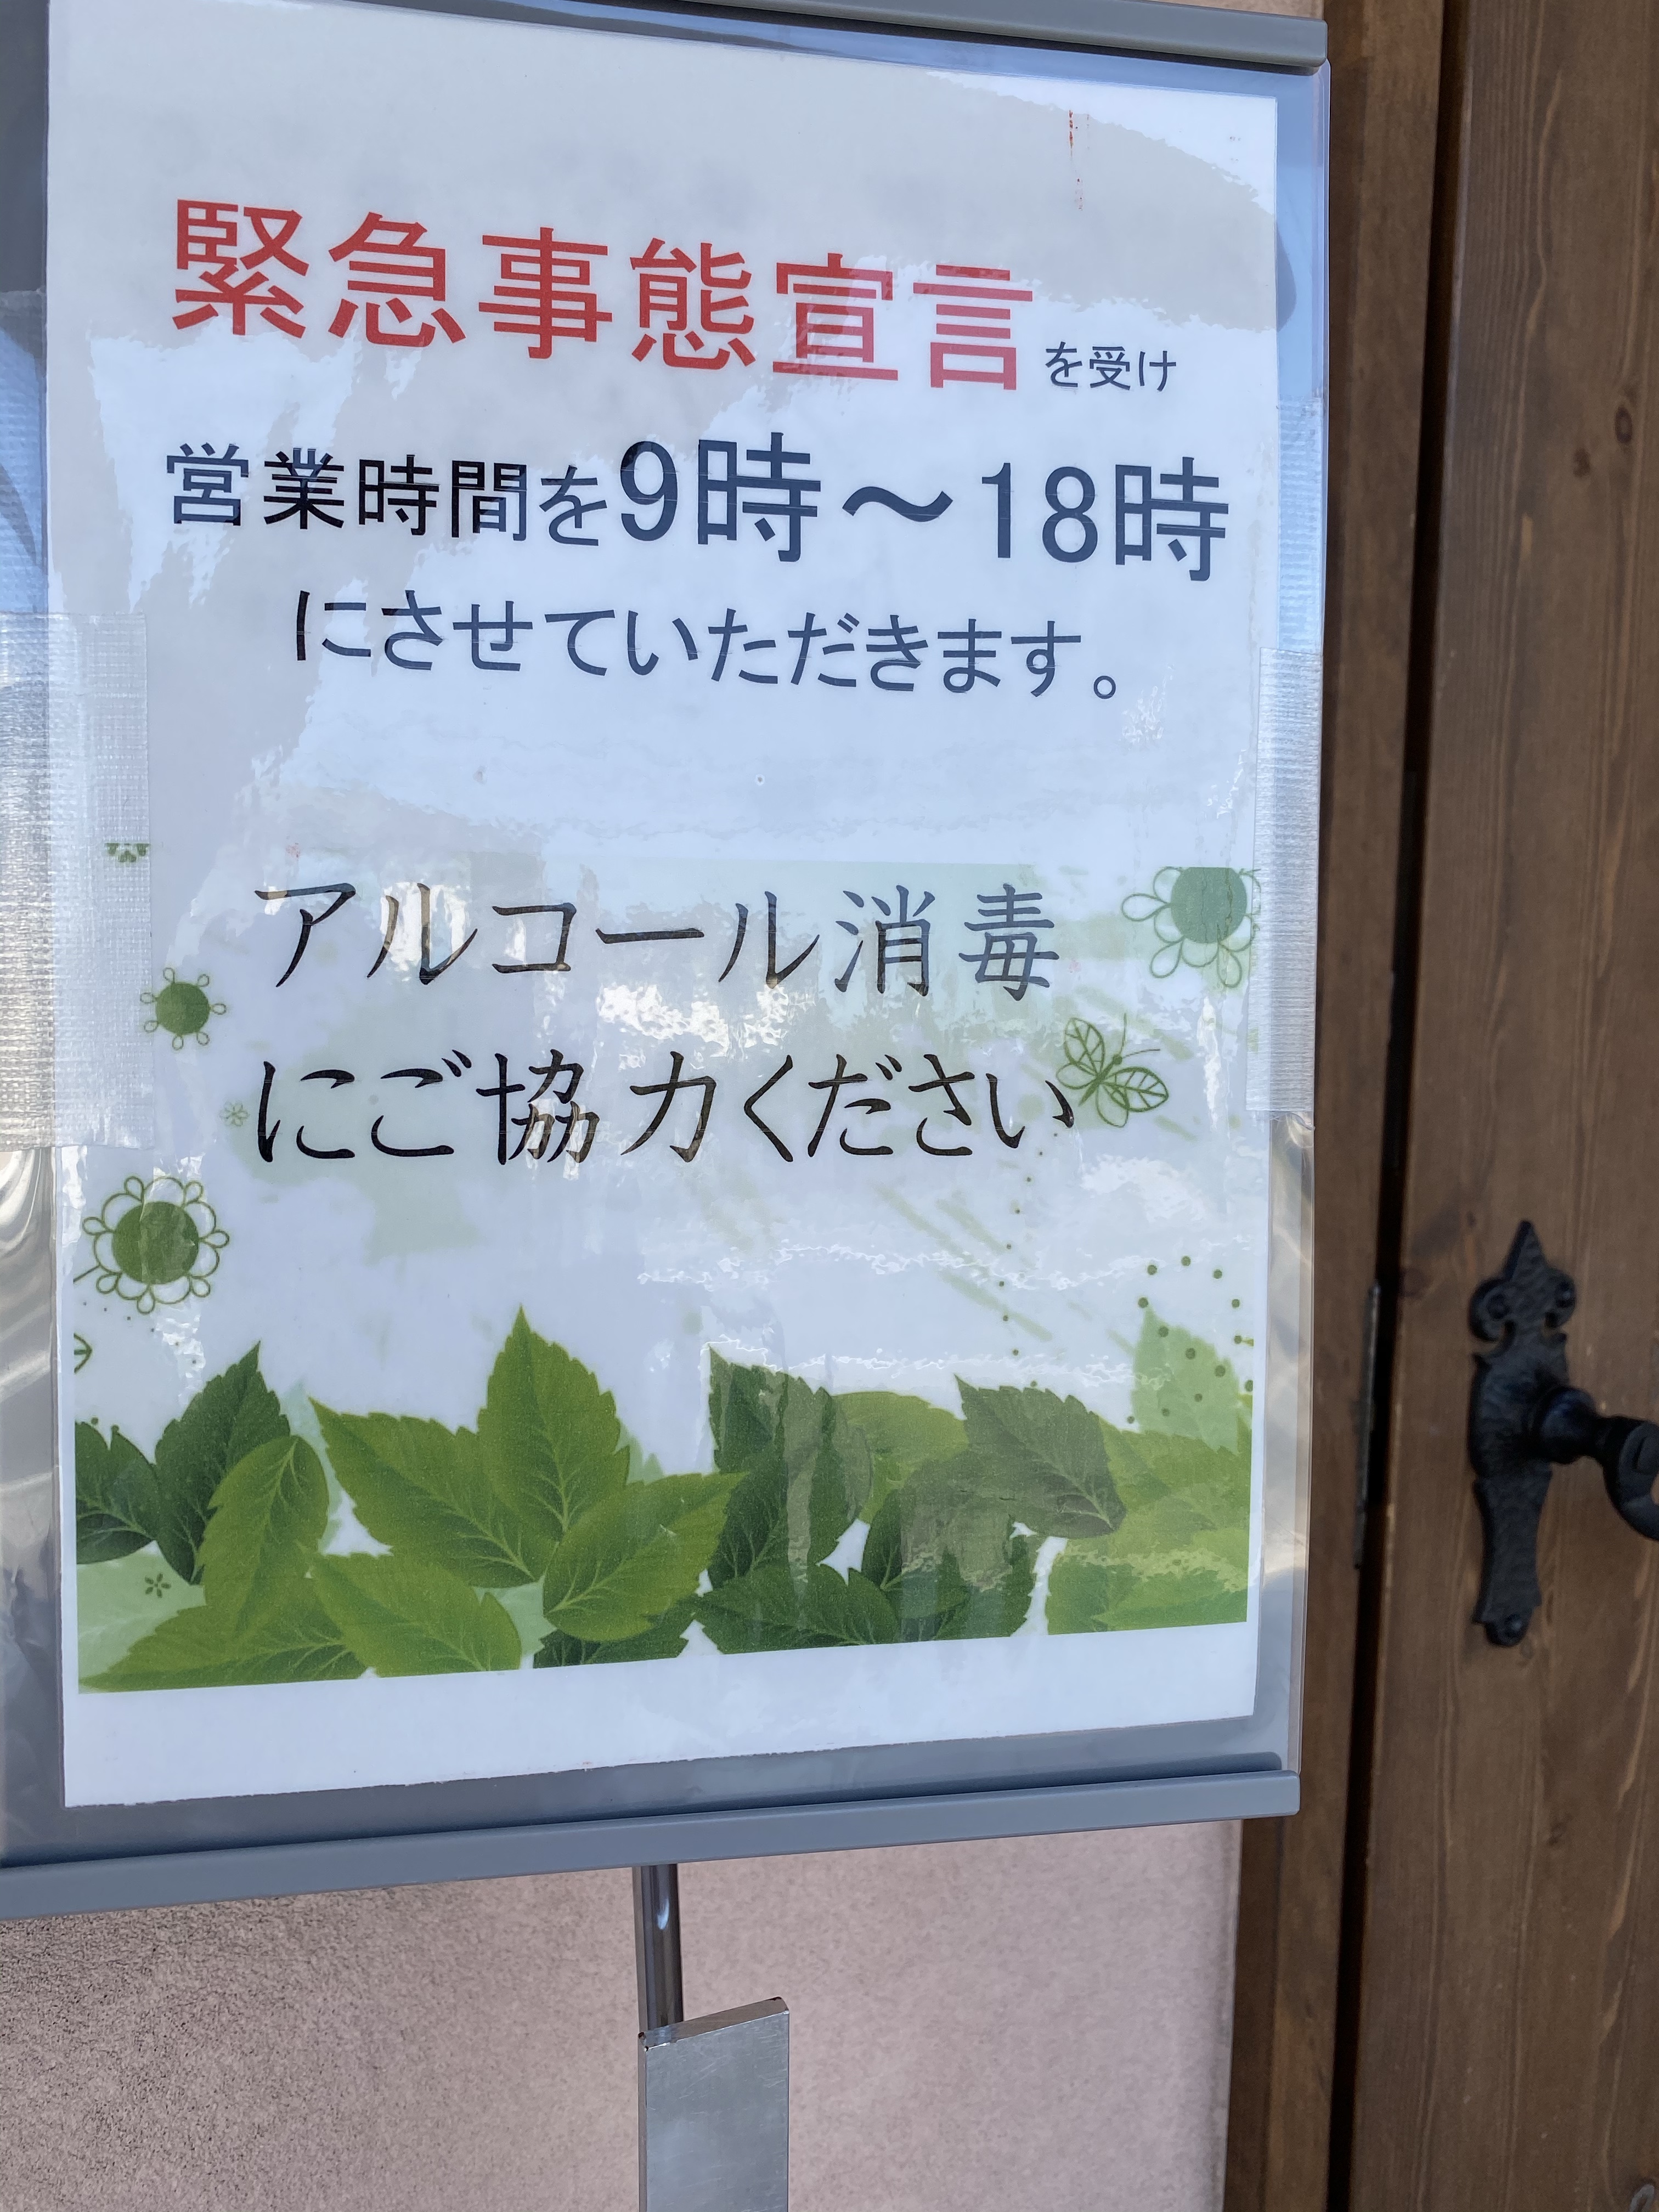 緊急事態宣言を受け
営業時間を9時～18時
にさせていただきます。
アルコール消毒
にご協力ください